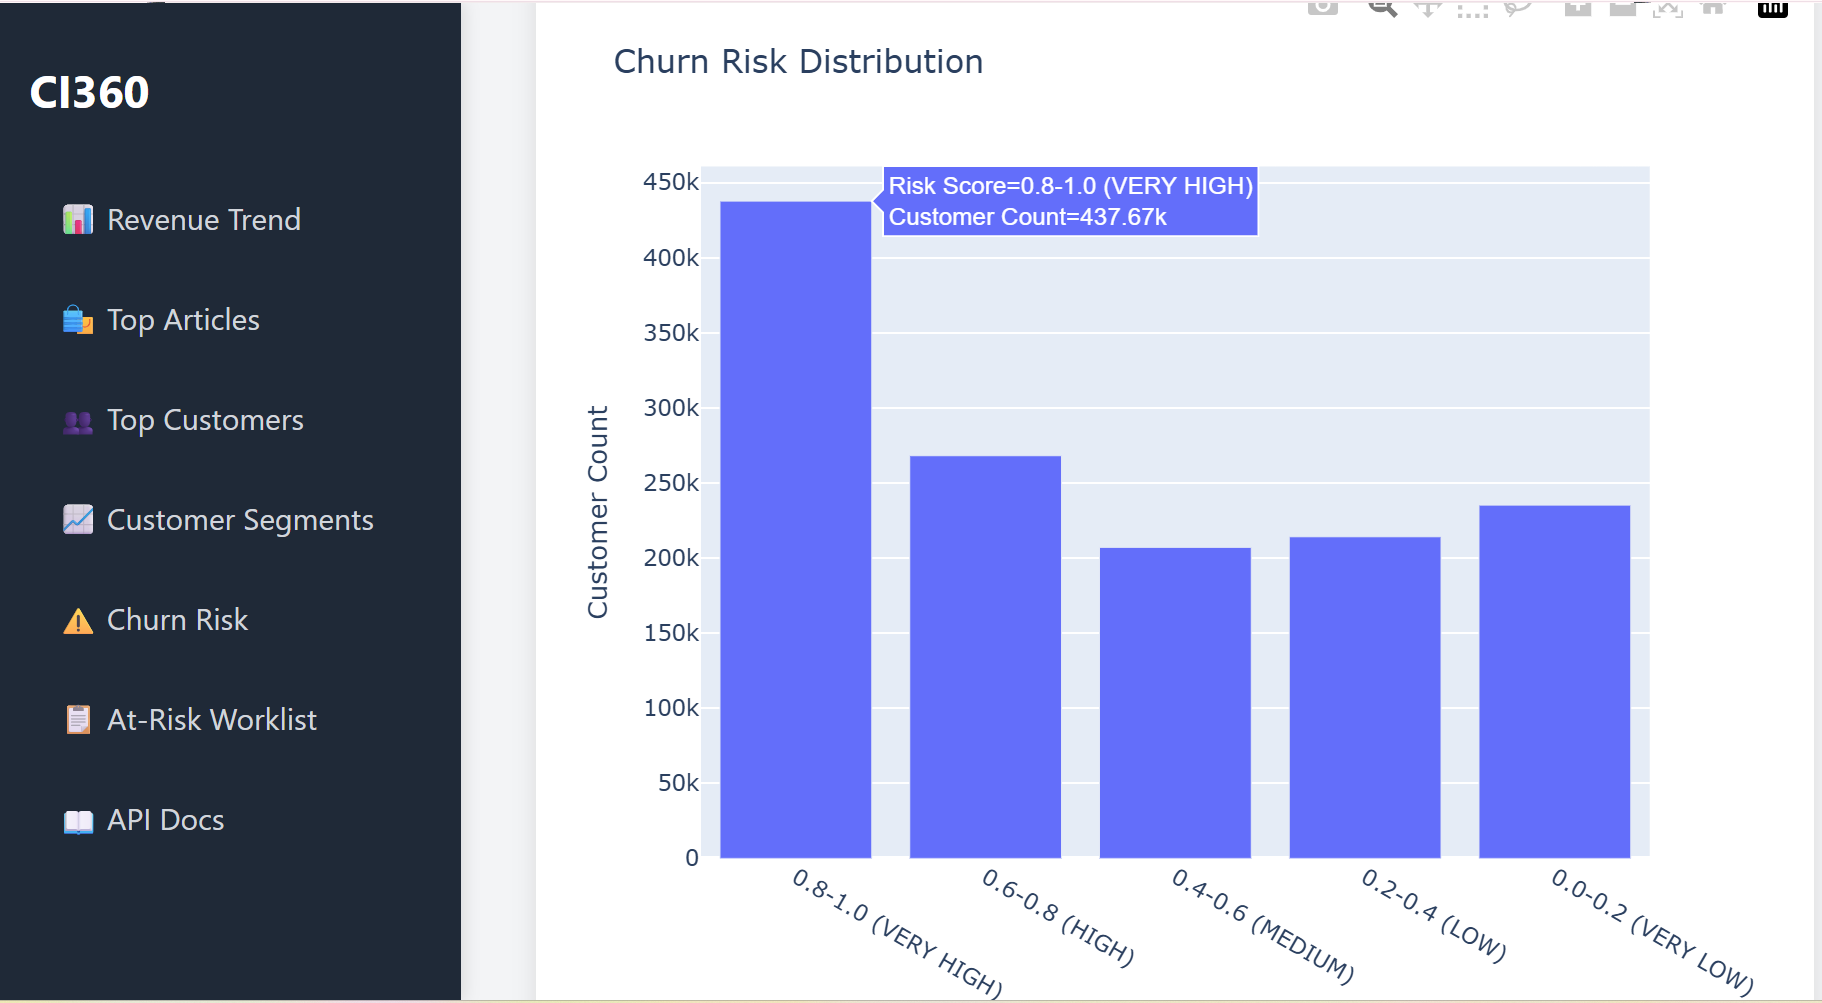 CI360
Revenue Trend
Top Articles
Top Customers
Customer Segments
Churn Risk
At-Risk Worklist
API Docs
Churn Risk Distribution
Risk Score=0.8-1.0 (VERY HIGH)
Customer Count=437.67k
Customer Count
450k
400k
350k
300k
250k
200k
150k
100k
50k
0
0.8-1.0 (VERY HIGH)
0.6-0.8 (HIGH)
0.4-0.6 (MEDIUM)
0.2-0.4 (LOW)
0.0-0.2 (VERY LOW)